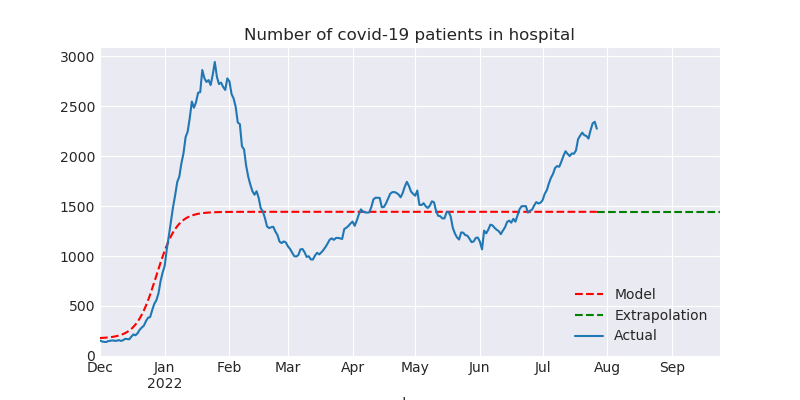 Number of covid-19 patients in hospital
3000
2500
2000
1500
1000
500
0
Model
Extrapolation
Actual
Dec Jan Feb Mar Apr May Jun Jul Aug Sep
2022